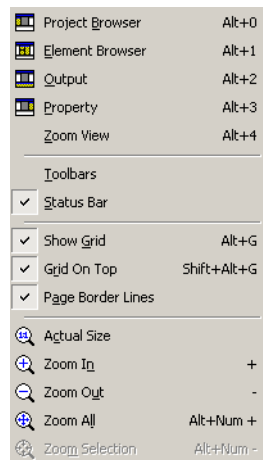 Project Browser Alt+0
Element Browser Alt+1
Output Alt+2
Property Alt+3
Zoom View Alt+4
Toolbars
Status Bar
Show Grid Alt+G
Grid On Top Shift+Alt+G
Page Border Lines
Actual Size
Zoom In +
Zoom Out -
Zoom All Alt+Num +
Zoom Selection Alt+Num -